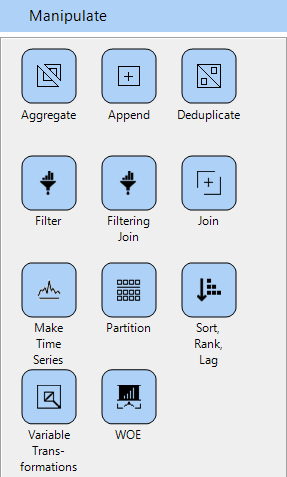 Manipulate
Aggregate
Append
Deduplicate
Filter
Filtering
Join
Join
Make
Time
Series
Partition
Sort,
Rank,
Lag
Variable
Trans-
formations
WOE